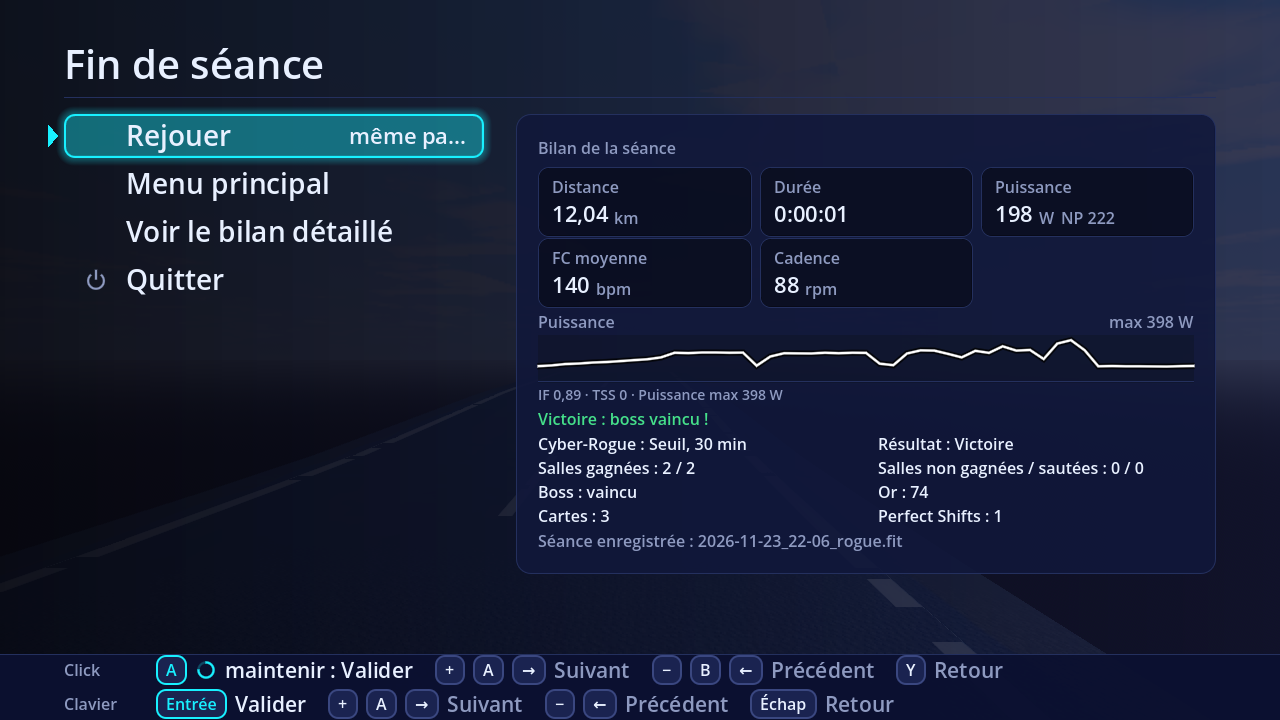 Fin de séance
Rejouer même pa...
Menu principal
Voir le bilan détaillé
Quitter
Bilan de la séance
Distance
12,04 km
Durée
0:00:01
Puissance
198 W NP 222
FC moyenne
140 bpm
Cadence
88 rpm
Puissance max 398 W
IF 0,89 · TSS 0 · Puissance max 398 W
Victoire : boss vaincu !
Cyber-Rogue : Seuil, 30 min
Résultat : Victoire
Salles gagnées : 2 / 2
Salles non gagnées / sautées : 0 / 0
Boss : vaincu
Or : 74
Cartes : 3
Perfect Shifts : 1
Séance enregistrée : 2026-11-23_22-06_rogue.fit
Click A maintenir : Valider + A → Suivant − B ← Précédent Y Retour
Clavier Entrée Valider + A → Suivant − ← Précédent Échap Retour